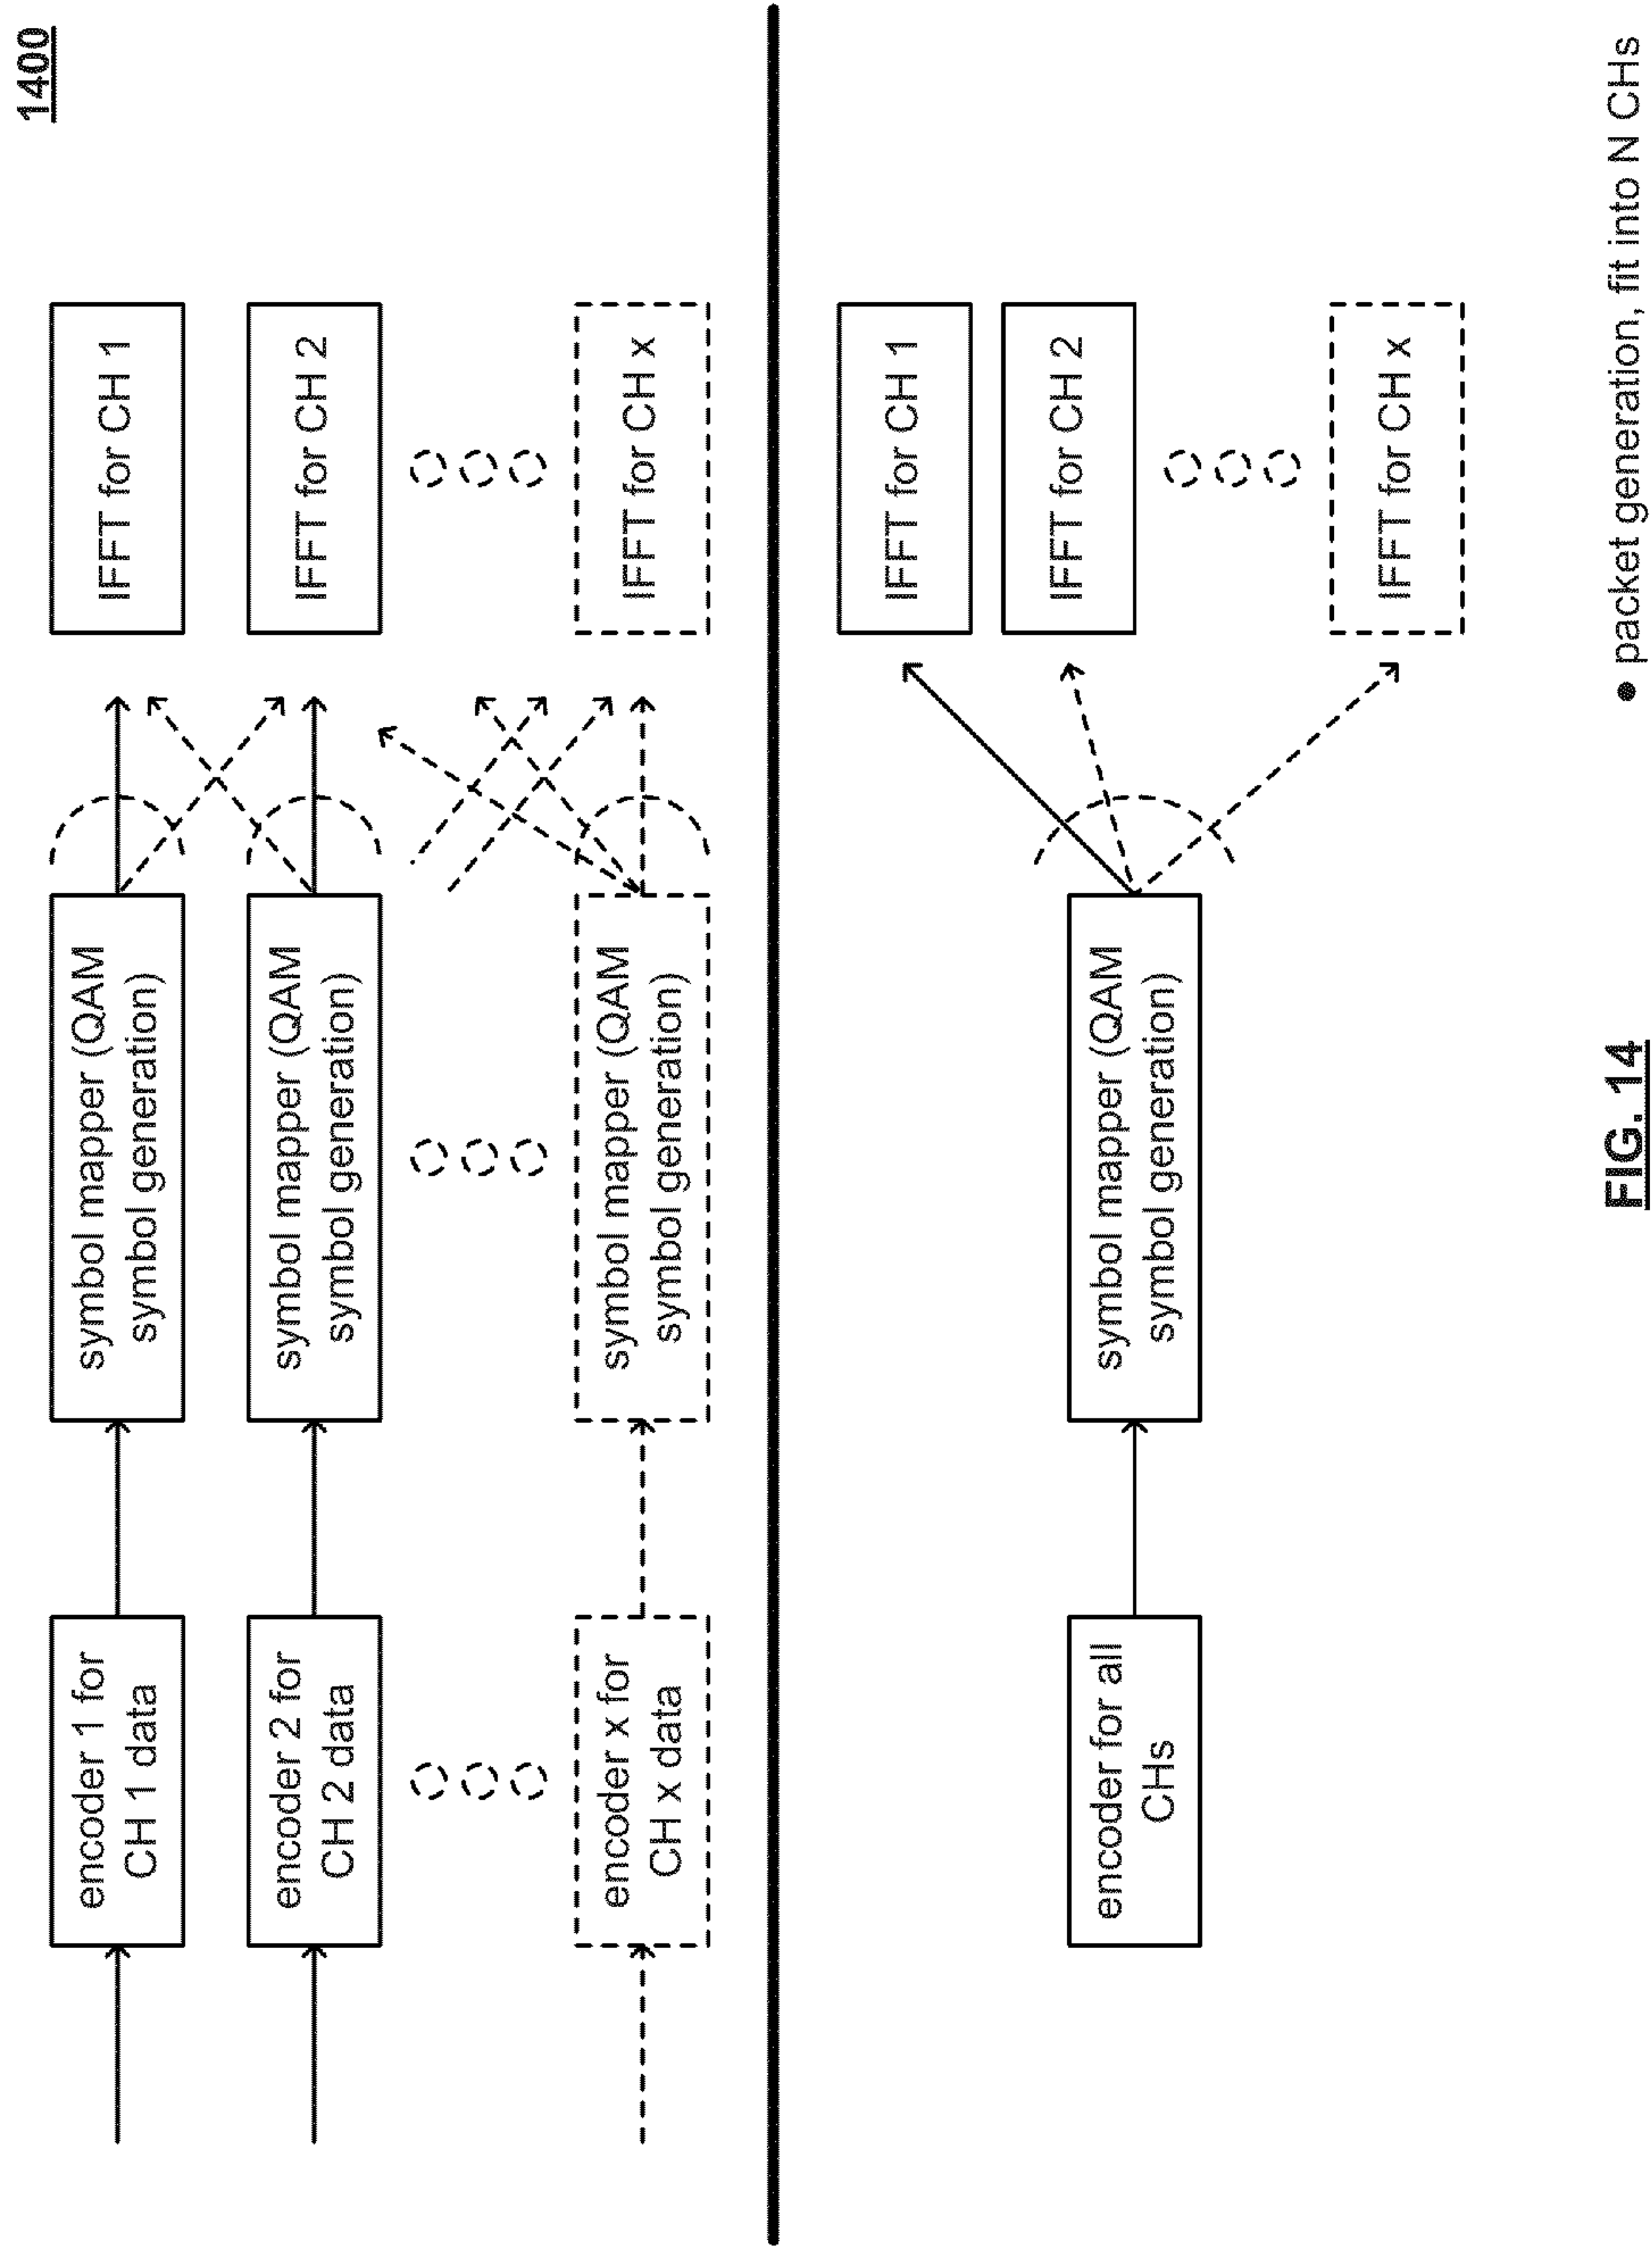 1400
encoder 1 for
CH 1 data
symbol mapper (QAM
symbol generation)
IFFT for CH 1
encoder 2 for
CH 2 data
symbol mapper (QAM
symbol generation)
IFFT for CH 2
encoder x for
CH x data
symbol mapper (QAM
symbol generation)
IFFT for CH x
encoder for all
CHs
symbol mapper (QAM
symbol generation)
IFFT for CH 1
IFFT for CH 2
IFFT for CH x
FIG. 14
• packet generation, fit into N CHs